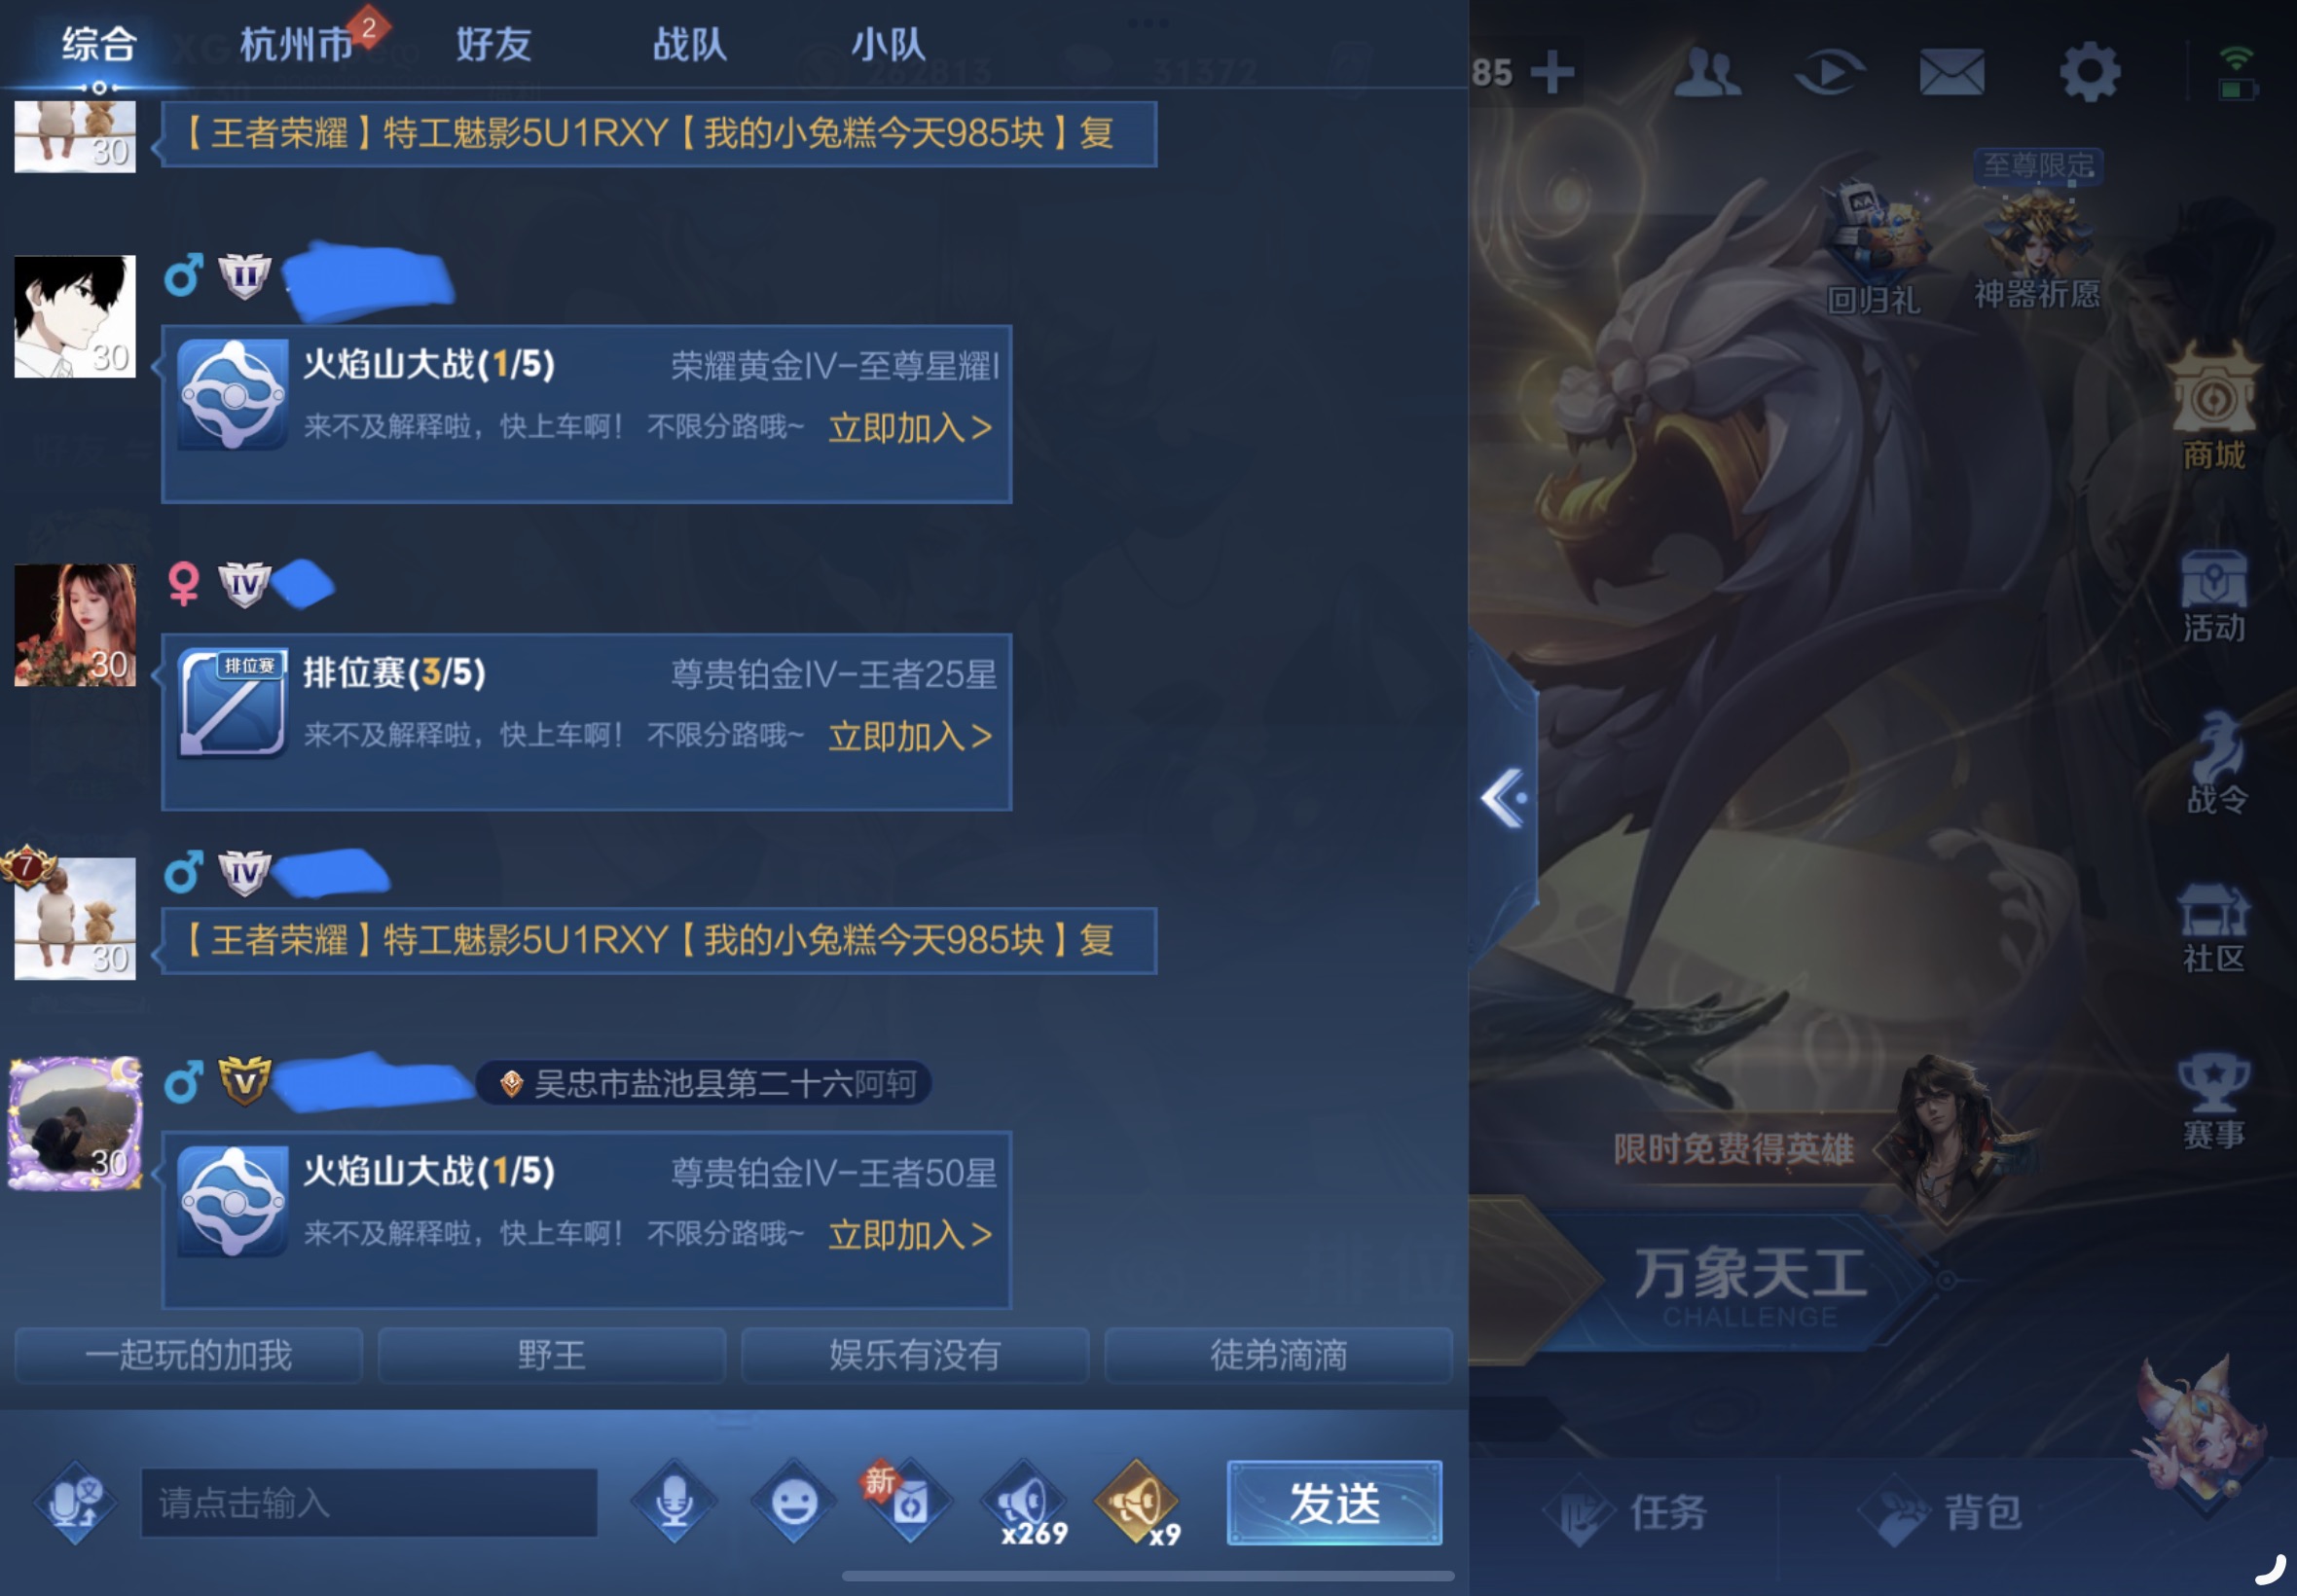 综合 杭州市 2 好友 战队 小队
262813 31372 85
30 【王者荣耀】特工魅影5U1RXY【我的小兔糕今天985块】复
至尊限定
回归礼 神器祈愿
II
30
火焰山大战(1/5) 荣耀黄金IV-至尊星耀I
来不及解释啦，快上车啊！ 不限分路哦~ 立即加入>
商城
IV
30
排位赛
排位赛(3/5) 尊贵铂金IV-王者25星
来不及解释啦，快上车啊！ 不限分路哦~ 立即加入>
活动
战令
7 IV
30
【王者荣耀】特工魅影5U1RXY【我的小兔糕今天985块】复
社区
V 吴忠市盐池县第二十六阿轲
30
火焰山大战(1/5) 尊贵铂金IV-王者50星
来不及解释啦，快上车啊！ 不限分路哦~ 立即加入>
赛事
限时免费得英雄
万象天工
CHALLENGE
一起玩的加我 野王 娱乐有没有 徒弟滴滴
请点击输入 新 x269 x9 发送
任务 背包